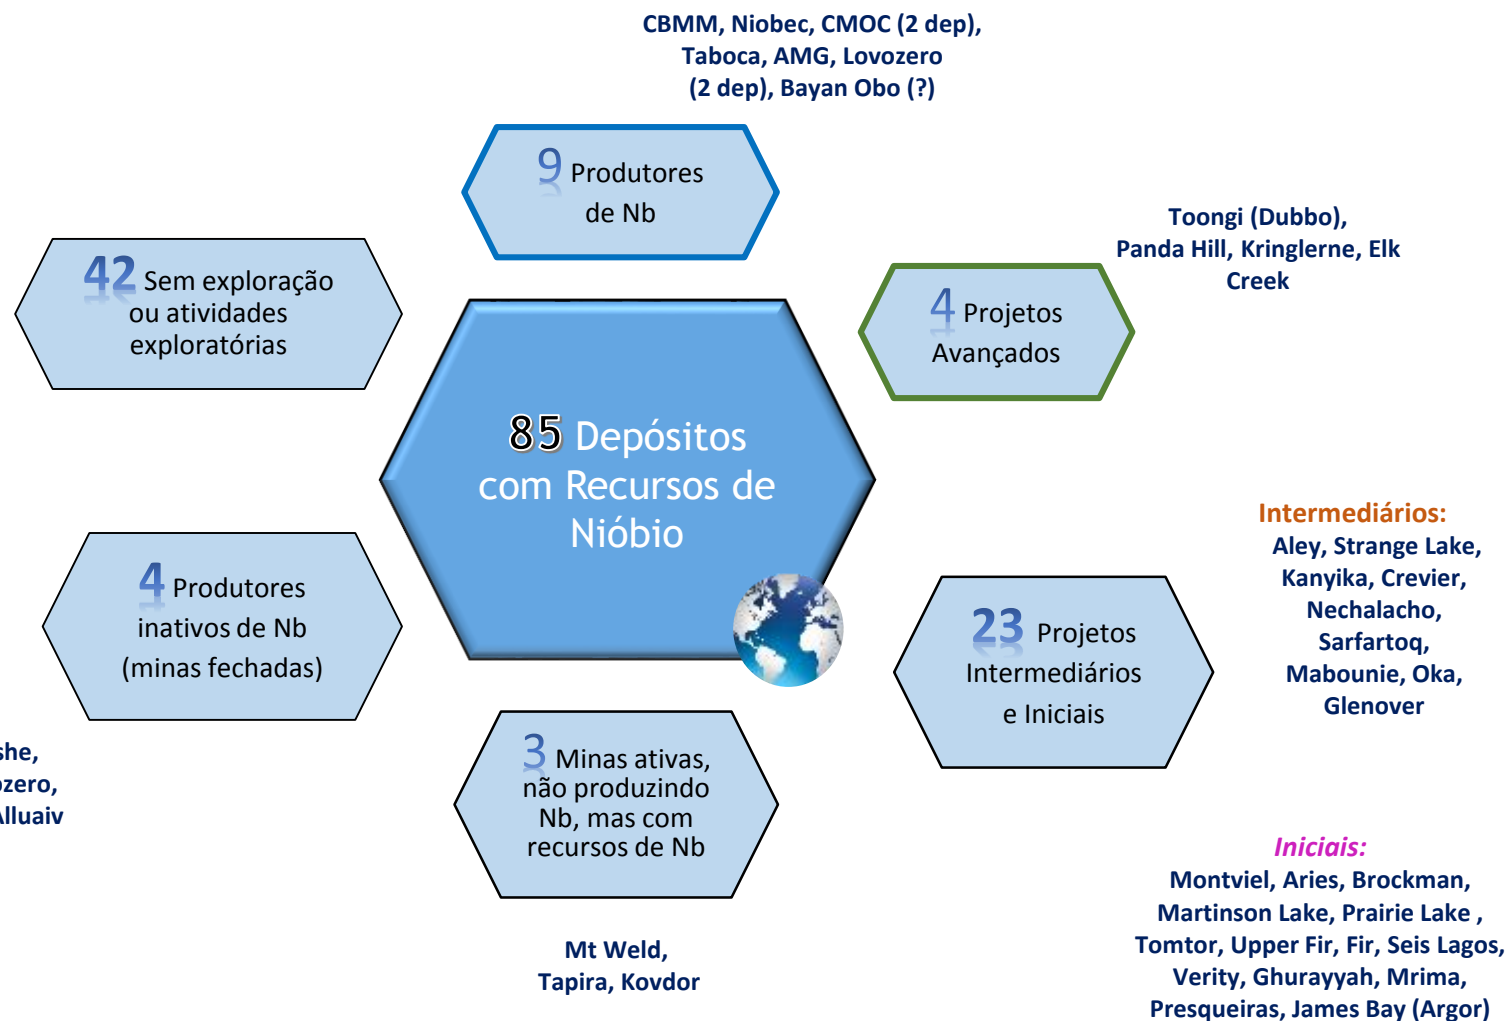 CBMM, Niobec, CMOC (2 dep),
Taboca, AMG, Lovozero
(2 dep), Bayan Obo (?)
9 Produtores
de Nb
42 Sem exploração
ou atividades
exploratórias
Toongi (Dubbo),
Panda Hill, Kringlerne, Elk
Creek
4 Projetos
Avançados
85 Depósitos
com Recursos de
Nióbio
4 Produtores
inativos de Nb
(minas fechadas)
Intermediários:
Aley, Strange Lake,
Kanyika, Crevier,
Nechalacho,
Sarfartoq,
Mabounie, Oka,
Glenover
23 Projetos
Intermediários
e Iniciais
3 Minas ativas,
não produzindo
Nb, mas com
recursos de Nb
Alluaiv
Iniciais:
Montviel, Aries, Brockman,
Martinson Lake, Prairie Lake ,
Tomtor, Upper Fir, Fir, Seis Lagos,
Verity, Ghurayyah, Mrima,
Presqueiras, James Bay (Argor)
Mt Weld,
Tapira, Kovdor